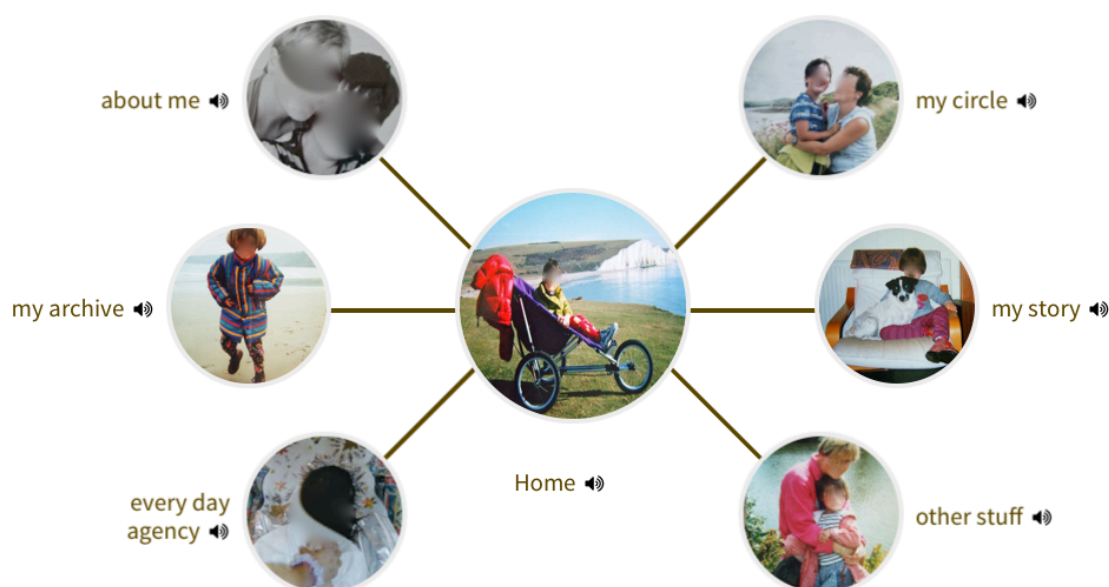 about me
my circle
my archive
my story
every day
agency
Home
other stuff